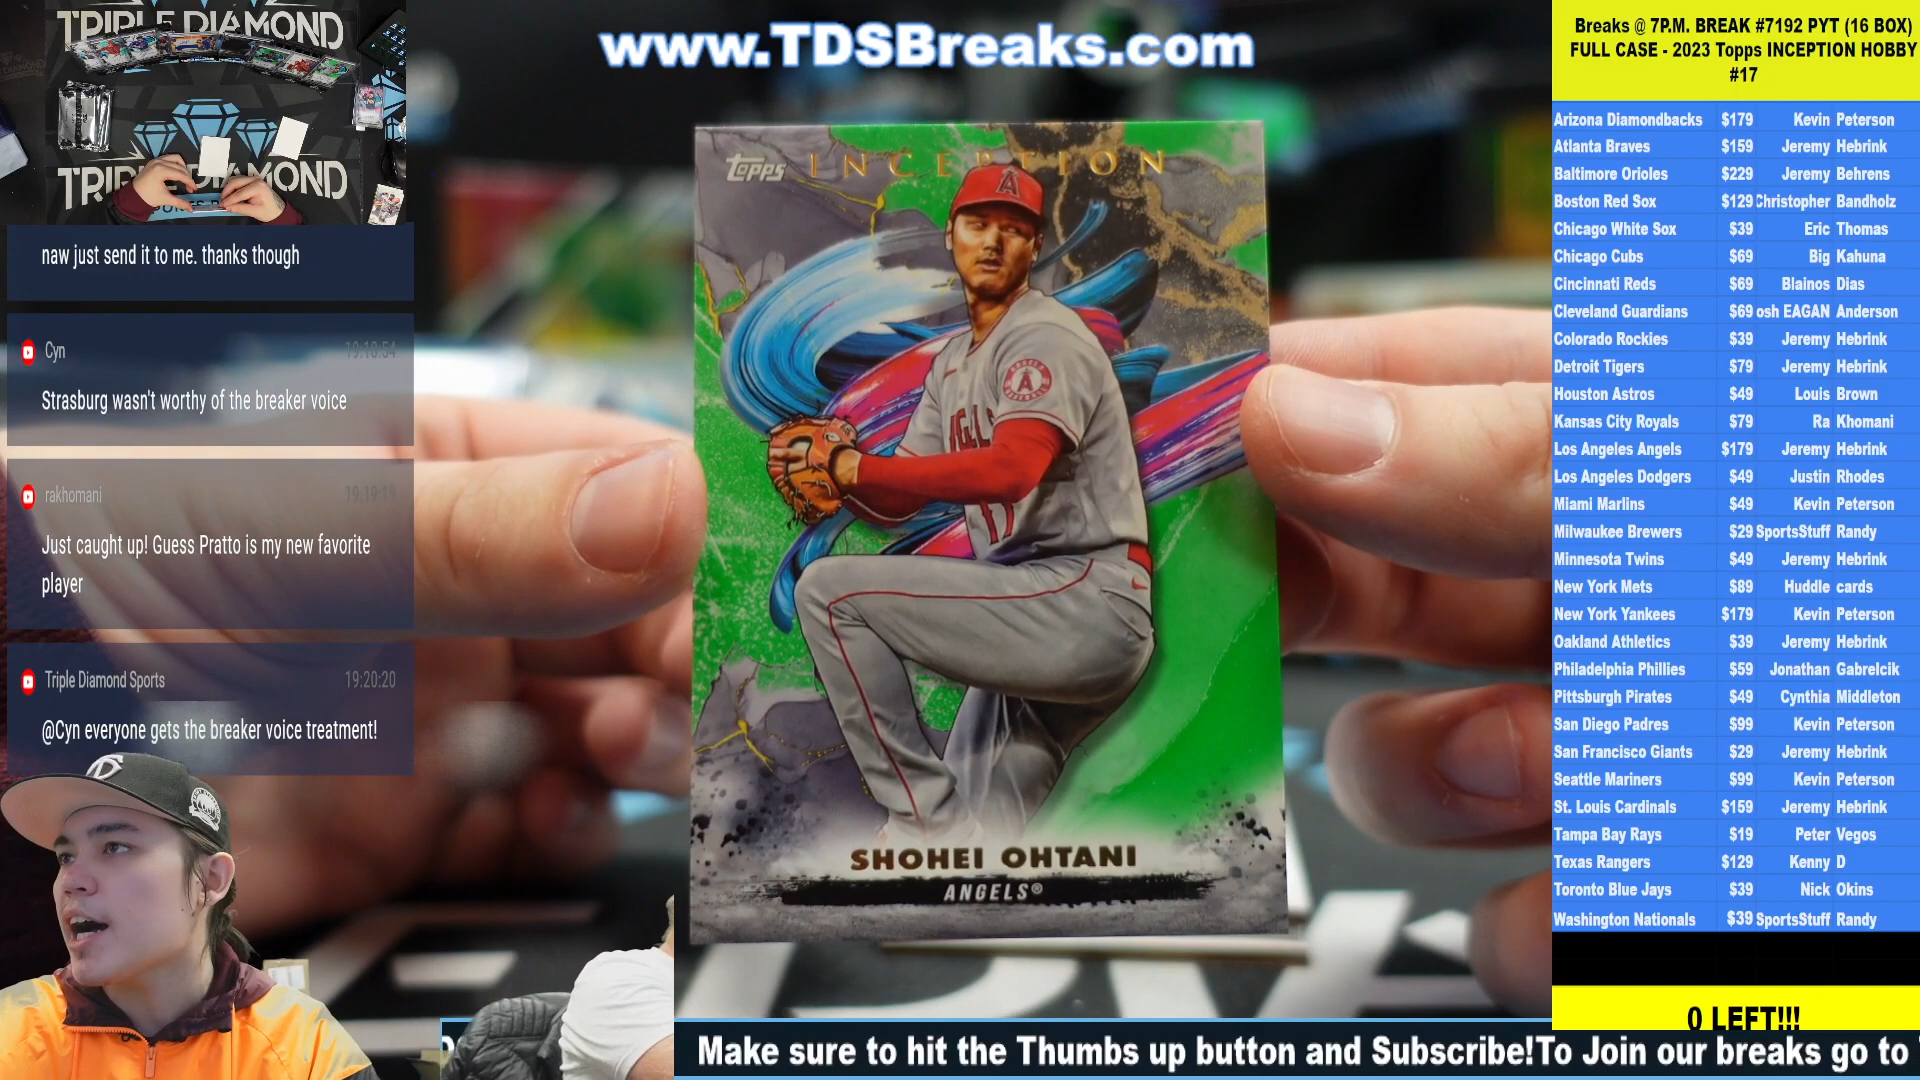 TRIPLE DIAMOND
TRIPLE DIAMOND
www.TDSBreaks.com
naw just send it to me. thanks though
Cyn 19:18:54
Strasburg wasn't worthy of the breaker voice
rakhomani 19:19:19
Just caught up! Guess Pratto is my new favorite
player
Triple Diamond Sports 19:20:20
@Cyn everyone gets the breaker voice treatment!
Topps INCEPTION
A
ANGELS
17
SHOHEI OHTANI
ANGELS®
Breaks @ 7P.M. BREAK #7192 PYT (16 BOX)
FULL CASE - 2023 Topps INCEPTION HOBBY
#17
Arizona Diamondbacks $179 Kevin Peterson
Atlanta Braves $159 Jeremy Hebrink
Baltimore Orioles $229 Jeremy Behrens
Boston Red Sox $129 Christopher Bandholz
Chicago White Sox $39 Eric Thomas
Chicago Cubs $69 Big Kahuna
Cincinnati Reds $69 Blainos Dias
Cleveland Guardians $69 osh EAGAN Anderson
Colorado Rockies $39 Jeremy Hebrink
Detroit Tigers $79 Jeremy Hebrink
Houston Astros $49 Louis Brown
Kansas City Royals $79 Ra Khomani
Los Angeles Angels $179 Jeremy Hebrink
Los Angeles Dodgers $49 Justin Rhodes
Miami Marlins $49 Kevin Peterson
Milwaukee Brewers $29 SportsStuff Randy
Minnesota Twins $49 Jeremy Hebrink
New York Mets $89 Huddle cards
New York Yankees $179 Kevin Peterson
Oakland Athletics $39 Jeremy Hebrink
Philadelphia Phillies $59 Jonathan Gabrelcik
Pittsburgh Pirates $49 Cynthia Middleton
San Diego Padres $99 Kevin Peterson
San Francisco Giants $29 Jeremy Hebrink
Seattle Mariners $99 Kevin Peterson
St. Louis Cardinals $159 Jeremy Hebrink
Tampa Bay Rays $19 Peter Vegos
Texas Rangers $129 Kenny D
Toronto Blue Jays $39 Nick Okins
Washington Nationals $39 SportsStuff Randy
0 LEFT!!!
Make sure to hit the Thumbs up button and Subscribe!To Join our breaks go to